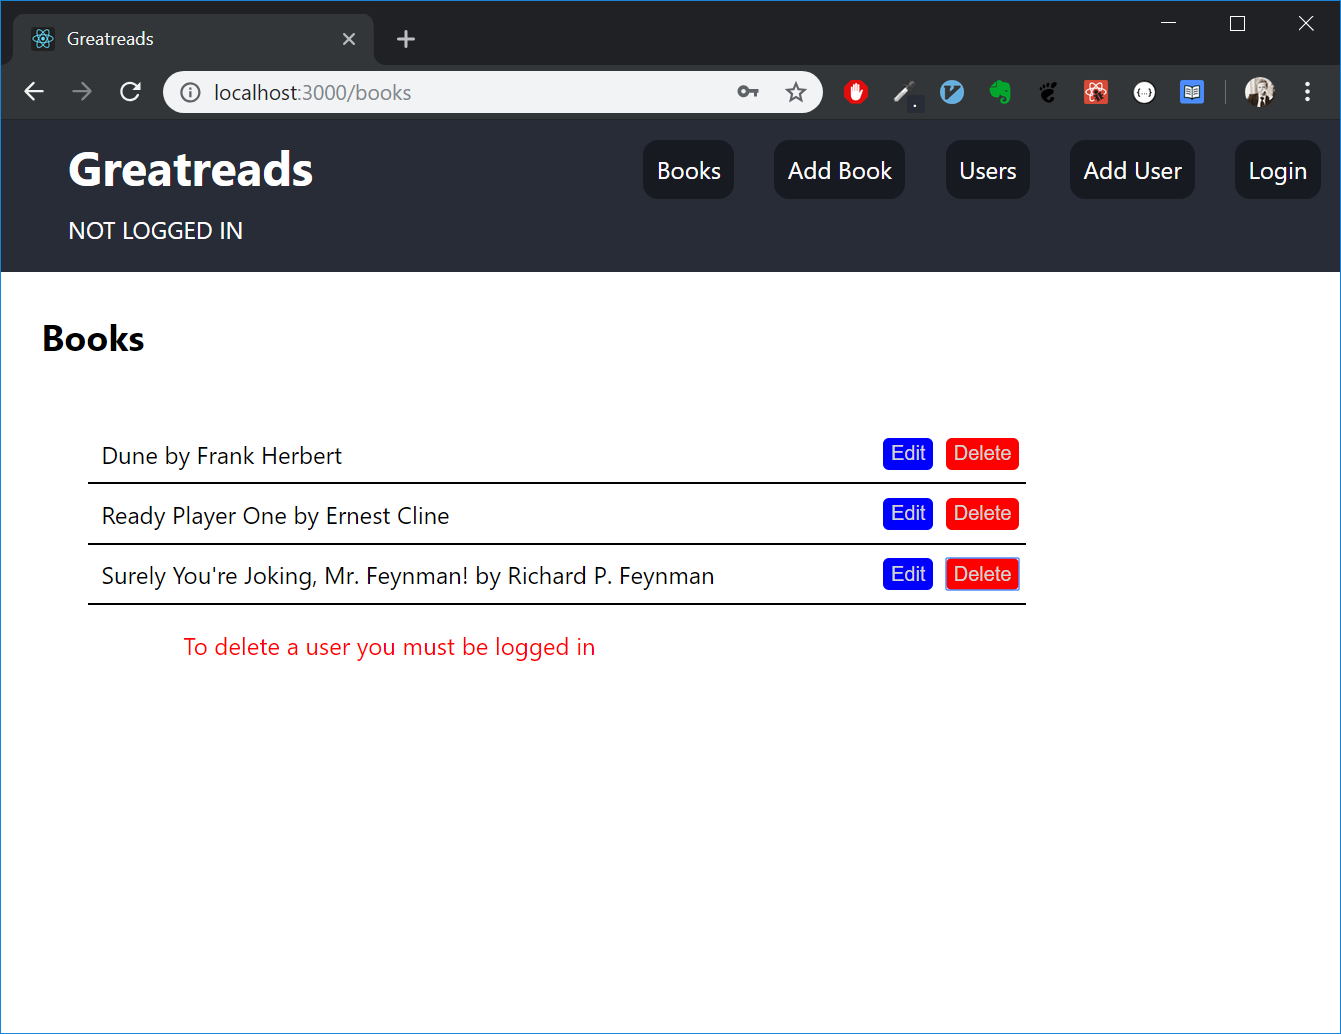 Greatreads
localhost:3000/books
Greatreads
Books
Add Book
Users
Add User
Login
NOT LOGGED IN
Books
Dune by Frank Herbert
Edit
Delete
Ready Player One by Ernest Cline
Edit
Delete
Surely You're Joking, Mr. Feynman! by Richard P. Feynman
Edit
Delete
To delete a user you must be logged in